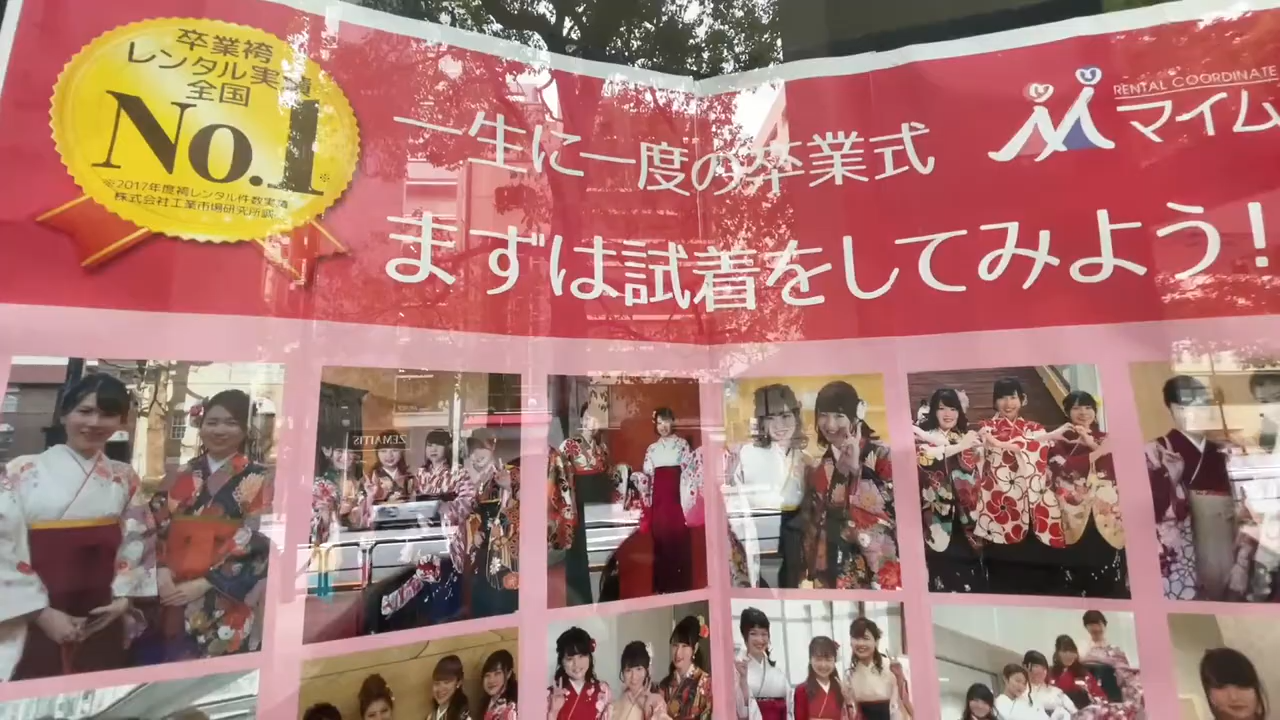 卒業袴
レンタル実績
全国
No.1
※
※2017年度袴レンタル件数実績
株式会社工業市場研究所調べ
一生に一度の卒業式
まずは試着をしてみよう!
RENTAL COORDINATE
マイム
ZEMAITIS